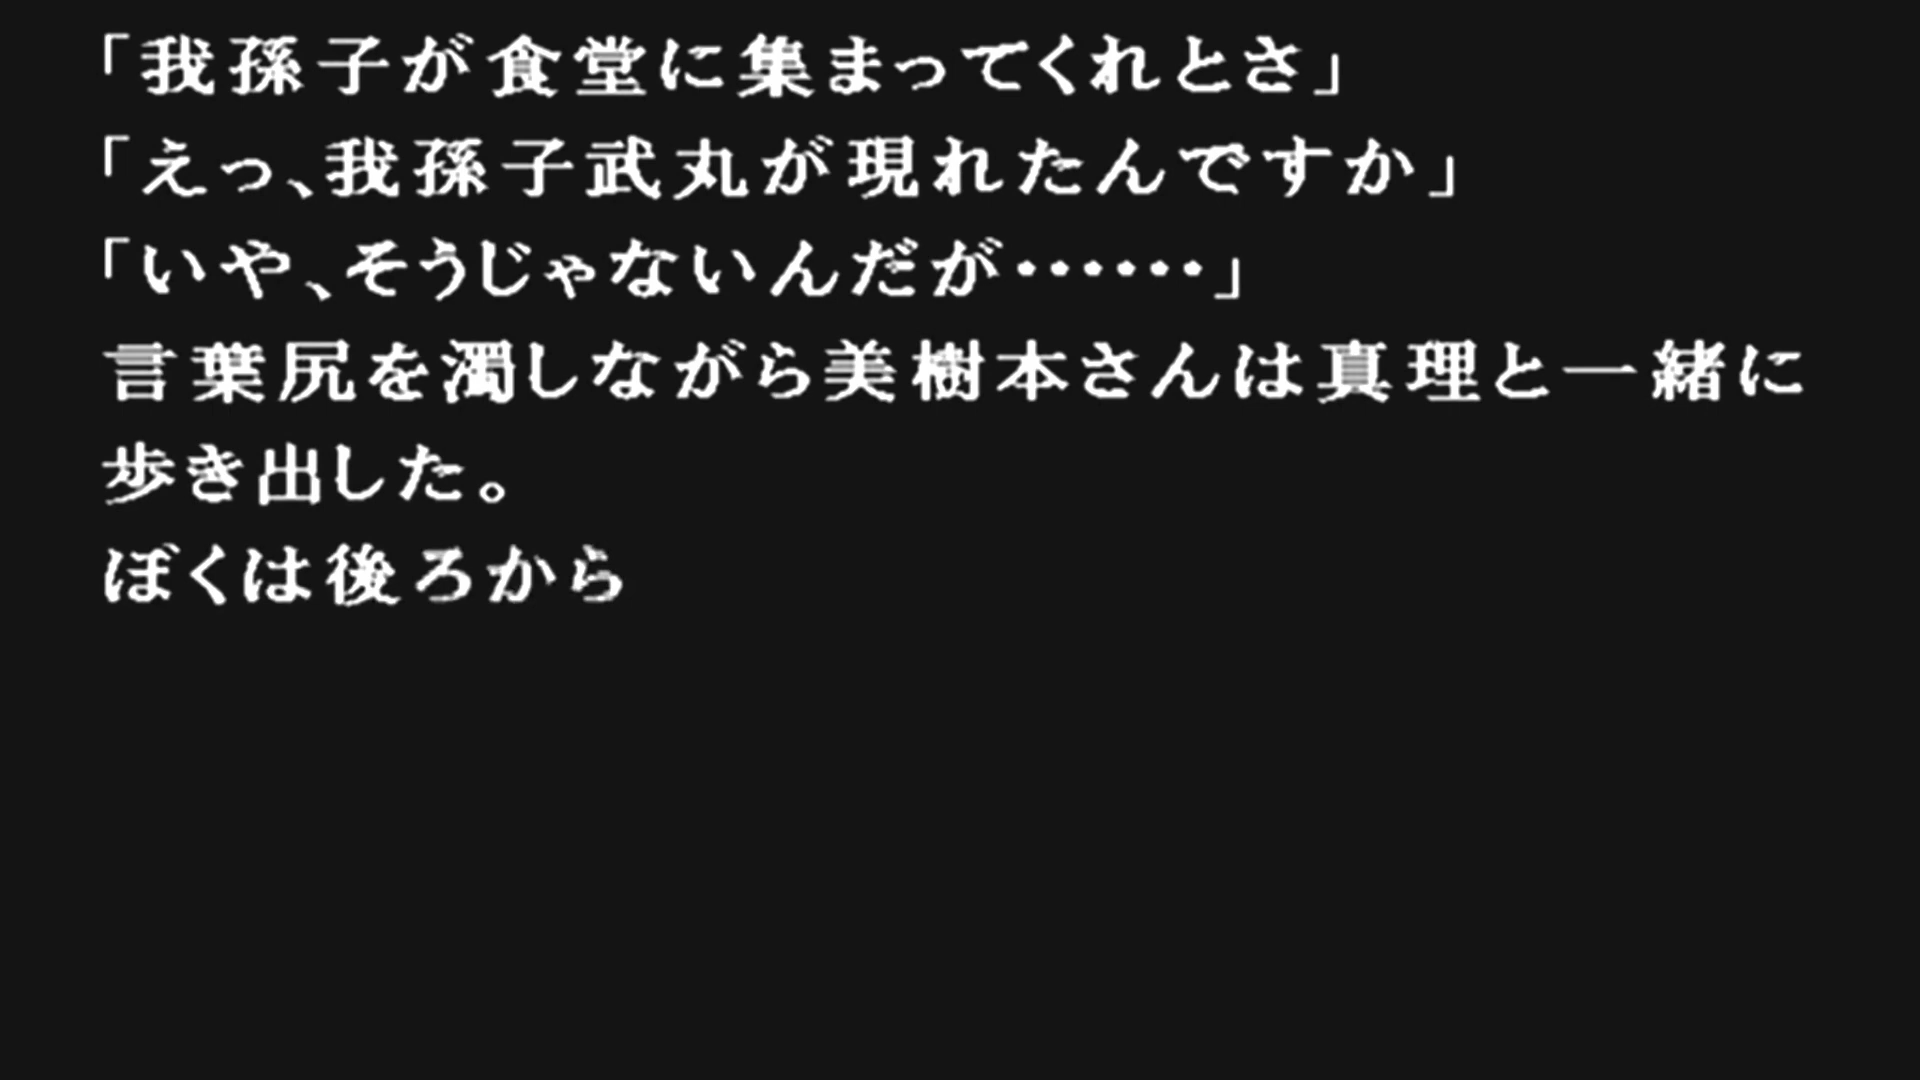 「我孫子が食堂に集まってくれとさ」
「えっ、我孫子武丸が現れたんですか」
「いや、そうじゃないんだが‥‥‥」
言葉尻を濁しながら美樹本さんは真理と一緒に
歩き出した。
ぼくは後ろから